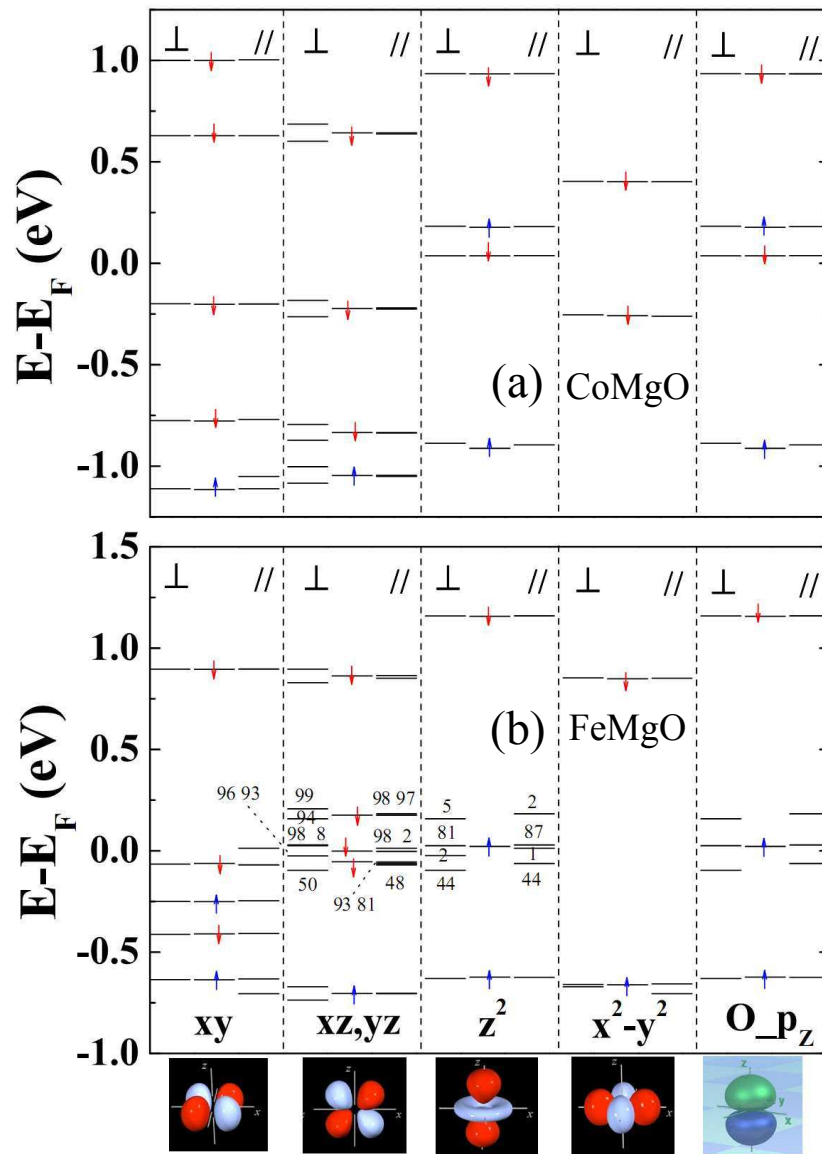 ⊥ // ⊥ // ⊥ // ⊥ // ⊥ //
1.0
0.5
0.0
-0.5
-1.0
E-E_F (eV)
(a) CoMgO
⊥ // ⊥ // ⊥ // ⊥ // ⊥ //
1.5
1.0
0.5
0.0
-0.5
-1.0
E-E_F (eV)
(b) FeMgO
96 93 99 98 97 5 2
94
98 8 98 2 81 87
2 1
50 48 44 44
93 81
xy xz,yz z² x²-y² O_p_z
z x z x z x z x z y x